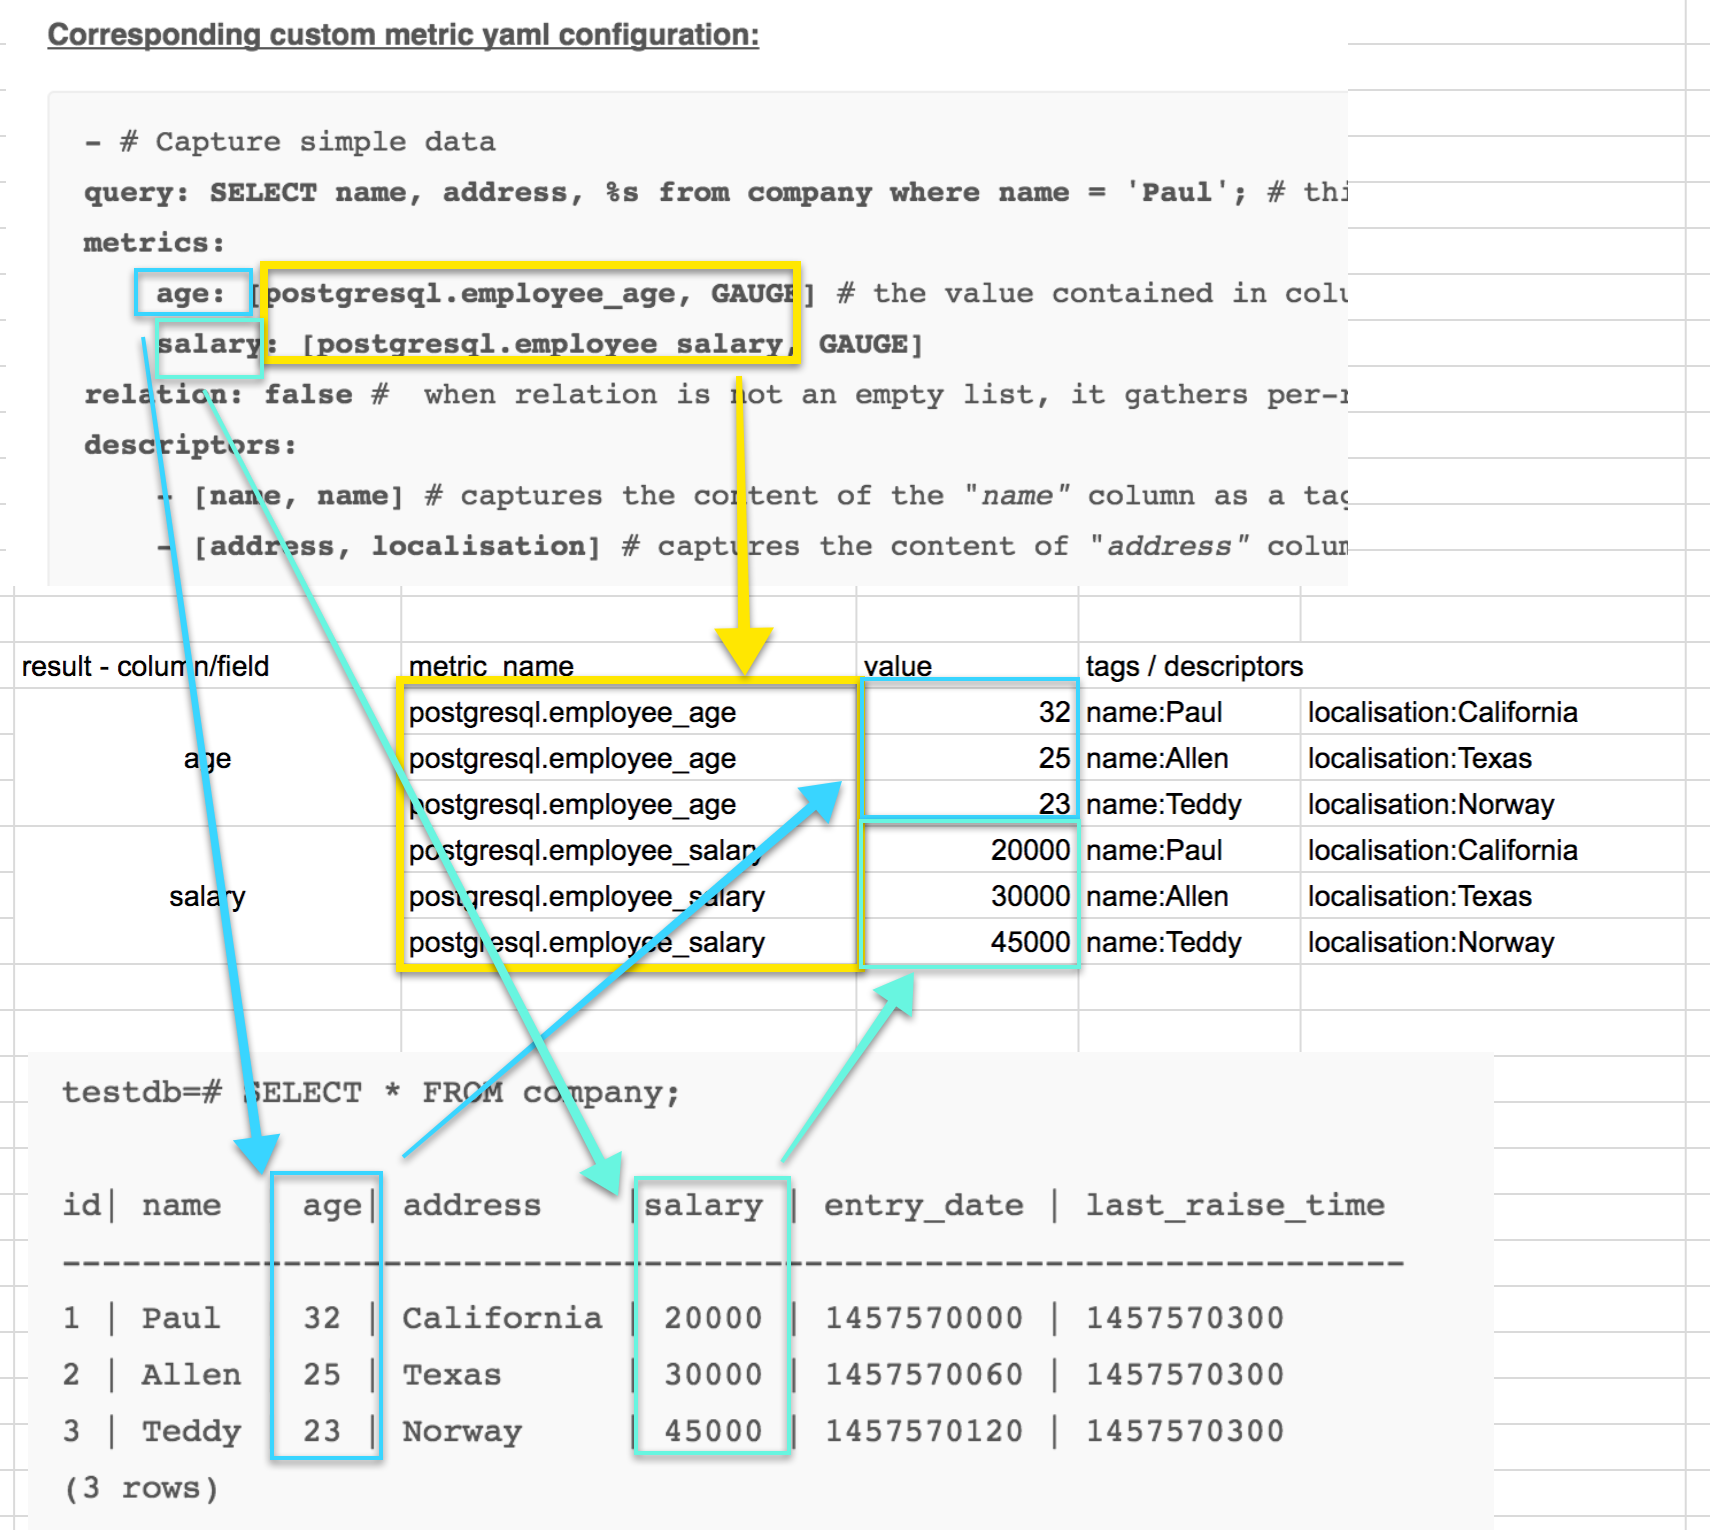 Corresponding custom metric yaml configuration:
- # Capture simple data
query: SELECT name, address, %s from company where name = 'Paul'; # thi
metrics:
age: [postgresql.employee_age, GAUGE] # the value contained in colu
salary: [postgresql.employee_salary, GAUGE]
relation: false # when relation is not an empty list, it gathers per-r
descriptors:
- [name, name] # captures the content of the "name" column as a tag
- [address, localisation] # captures the content of "address" colum
result - column/field metric_name value tags / descriptors
postgresql.employee_age 32 name:Paul localisation:California
age postgresql.employee_age 25 name:Allen localisation:Texas
postgresql.employee_age 23 name:Teddy localisation:Norway
postgresql.employee_salary 20000 name:Paul localisation:California
salary postgresql.employee_salary 30000 name:Allen localisation:Texas
postgresql.employee_salary 45000 name:Teddy localisation:Norway
testdb=# SELECT * FROM company;
id| name age| address |salary | entry_date | last_raise_time
-------------------------------------------------------------------
1 | Paul 32 | California | 20000 | 1457570000 | 1457570300
2 | Allen 25 | Texas | 30000 | 1457570060 | 1457570300
3 | Teddy 23 | Norway | 45000 | 1457570120 | 1457570300
(3 rows)